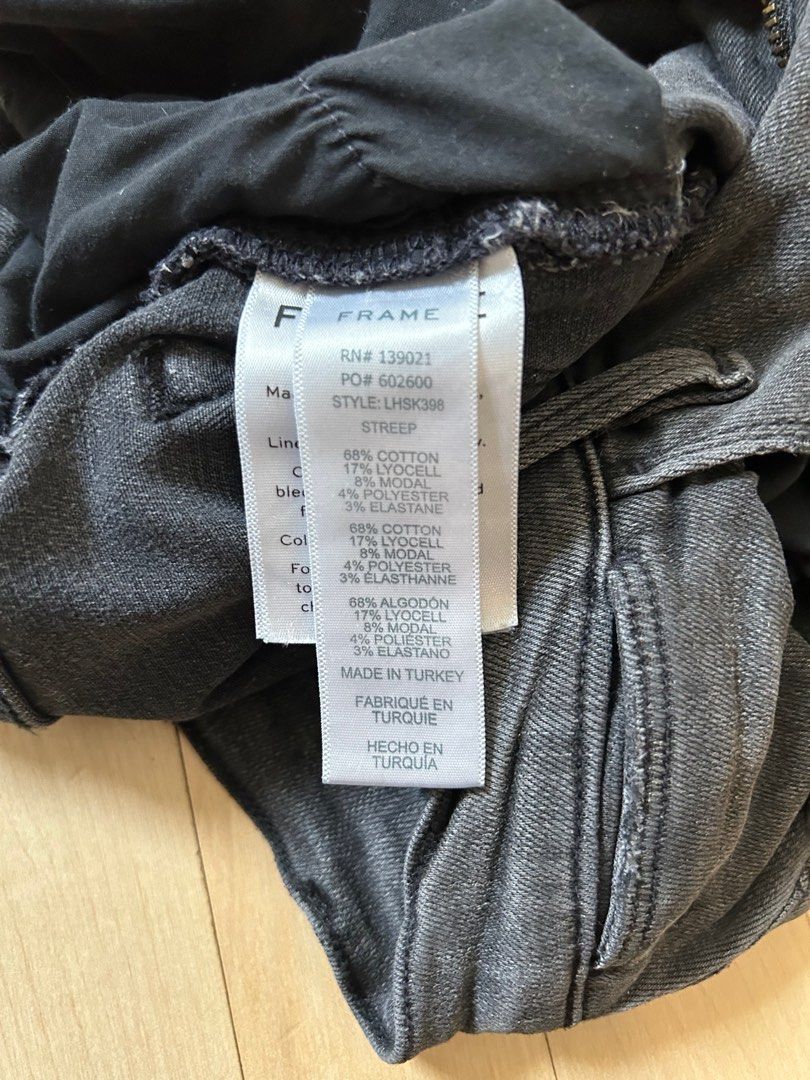 FRAME
RN# 139021
PO# 602600
STYLE: LHSK398
STREEP
68% COTTON
17% LYOCELL
8% MODAL
4% POLYESTER
3% ELASTANE
68% COTTON
17% LYOCELL
8% MODAL
4% POLYESTER
3% ÉLASTHANNE
68% ALGODÓN
17% LYOCELL
8% MODAL
4% POLIÉSTER
3% ELASTANO
MADE IN TURKEY
FABRIQUÉ EN
TURQUIE
HECHO EN
TURQUÍA